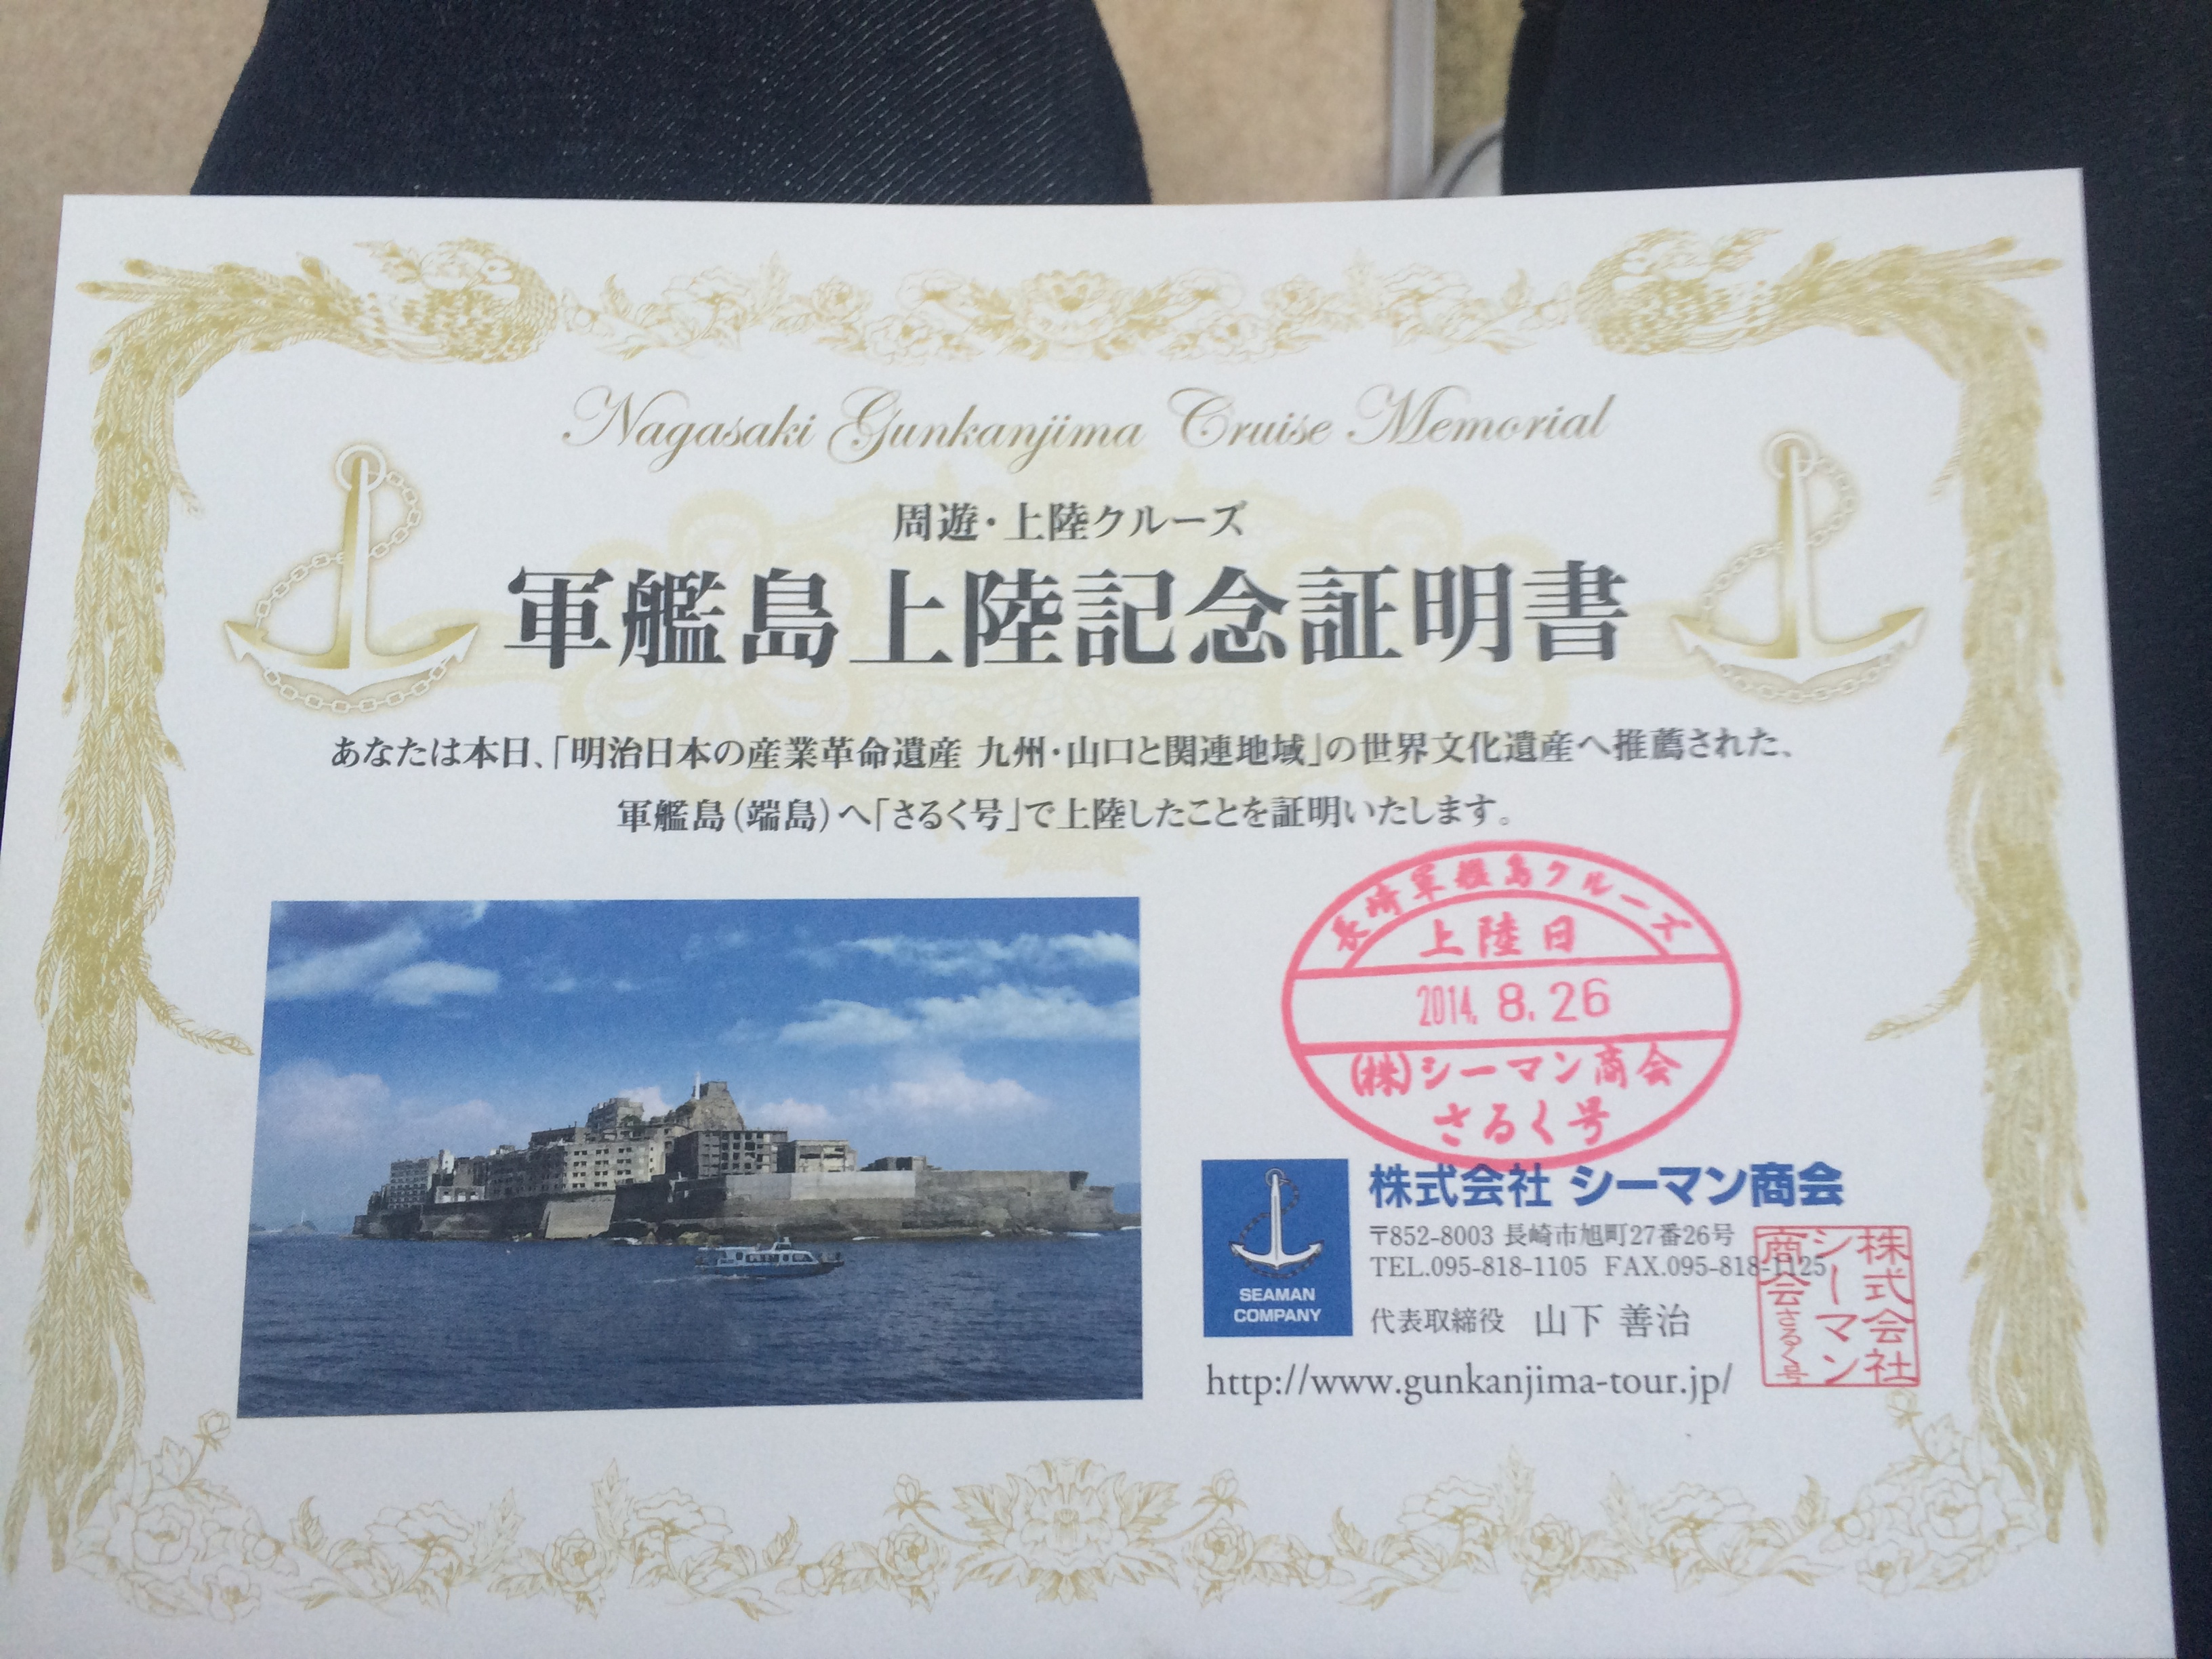 Nagasaki Gunkanjima Cruise Memorial
周遊・上陸クルーズ
軍艦島上陸記念証明書
あなたは本日、「明治日本の産業革命遺産 九州・山口と関連地域」の世界文化遺産へ推薦された、
軍艦島(端島)へ「さるく号」で上陸したことを証明いたします。
長崎軍艦島クルーズ
上陸日
2014. 8. 26
(株)シーマン商会
さるく号
SEAMAN
COMPANY
株式会社 シーマン商会
〒852-8003 長崎市旭町27番26号
TEL.095-818-1105 FAX.095-818-1125
代表取締役 山下 善治
http://www.gunkanjima-tour.jp/
株式会社
シーマン
商会さるく号